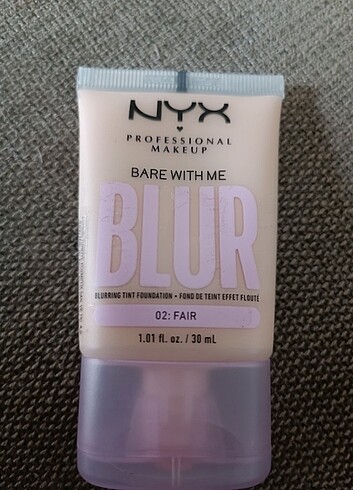 NYX
PROFESSIONAL
MAKEUP
BARE WITH ME
BLUR
BLURRING TINT FOUNDATION • FOND DE TEINT EFFET FLOUTÉ
02: FAIR
1.01 fl. oz. / 30 mL